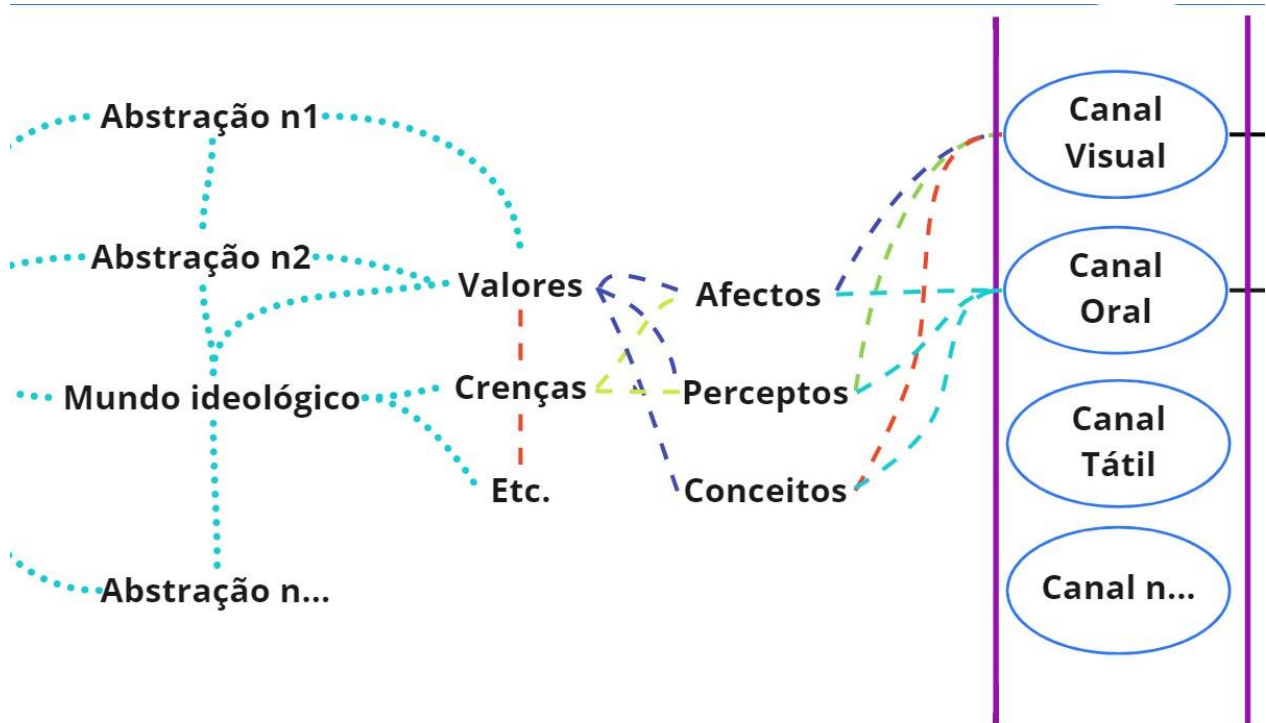 Abstração n1
Abstração n2
Mundo ideológico
Abstração n...
Valores
Crenças
Etc.
Afectos
Perceptos
Conceitos
Canal
Visual
Canal
Oral
Canal
Tátil
Canal n...